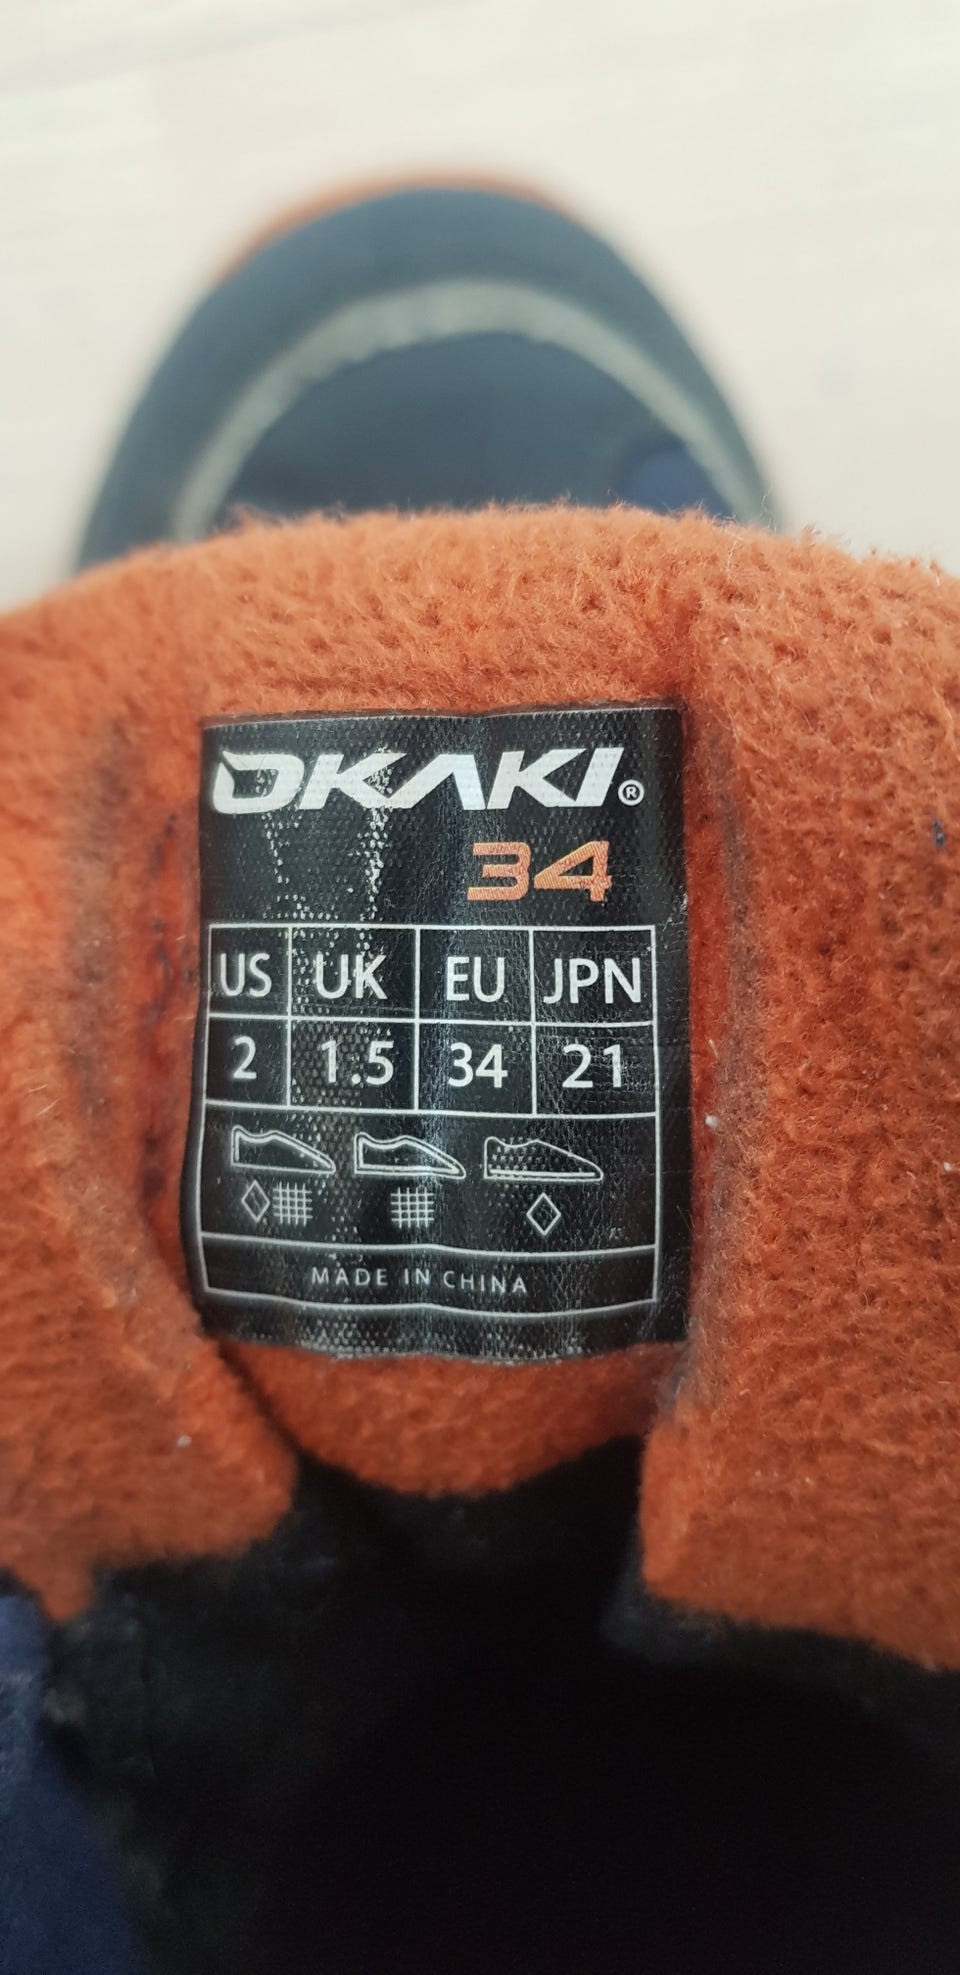 OKAKI®
34
US UK EU JPN
2 1.5 34 21
MADE IN CHINA